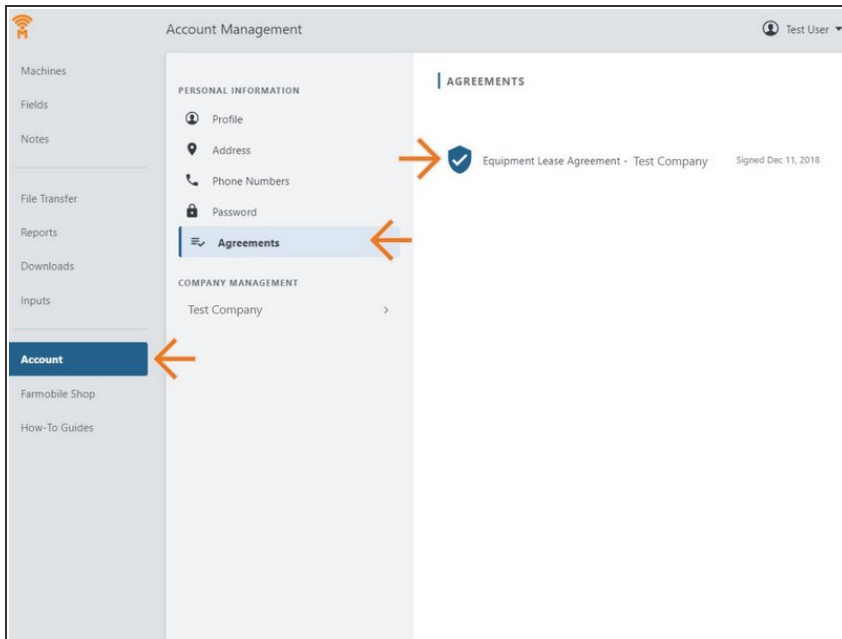 Account Management
Test User
Machines
Fields
Notes
File Transfer
Reports
Downloads
Inputs
Account
Farmobile Shop
How-To Guides
PERSONAL INFORMATION
Profile
Address
Phone Numbers
Password
Agreements
COMPANY MANAGEMENT
Test Company
AGREEMENTS
Equipment Lease Agreement - Test Company Signed Dec 11, 2018